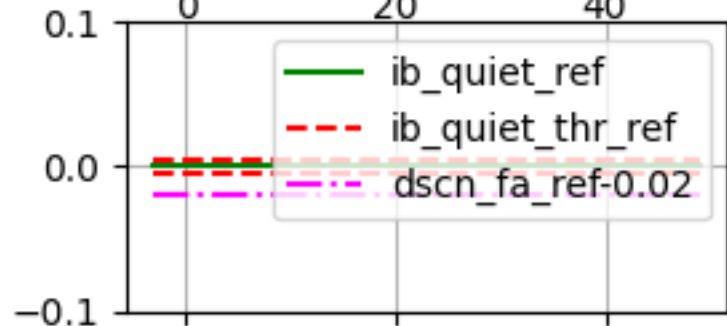 0 20 40
0.1
ib_quiet_ref
ib_quiet_thr_ref
0.0
dscn_fa_ref-0.02
−0.1